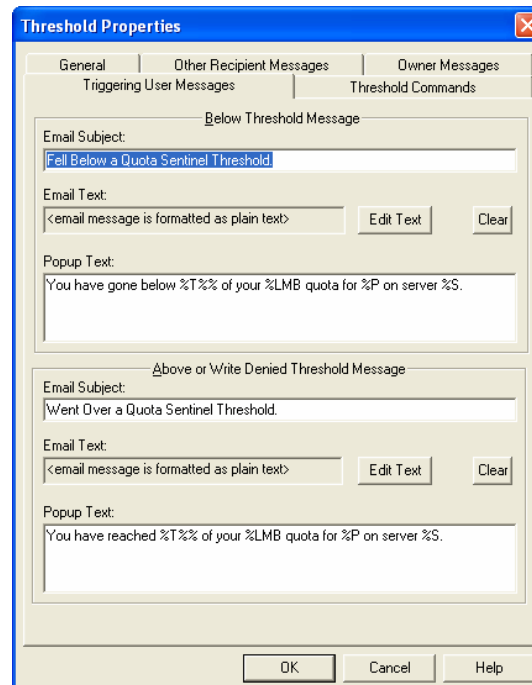 Threshold Properties
General Other Recipient Messages Owner Messages
Triggering User Messages Threshold Commands
Below Threshold Message
Email Subject:
Fell Below a Quota Sentinel Threshold.
Email Text:
<email message is formatted as plain text> Edit Text Clear
Popup Text:
You have gone below %T%% of your %LMB quota for %P on server %S.
Above or Write Denied Threshold Message
Email Subject:
Went Over a Quota Sentinel Threshold.
Email Text:
<email message is formatted as plain text> Edit Text Clear
Popup Text:
You have reached %T%% of your %LMB quota for %P on server %S.
OK Cancel Help